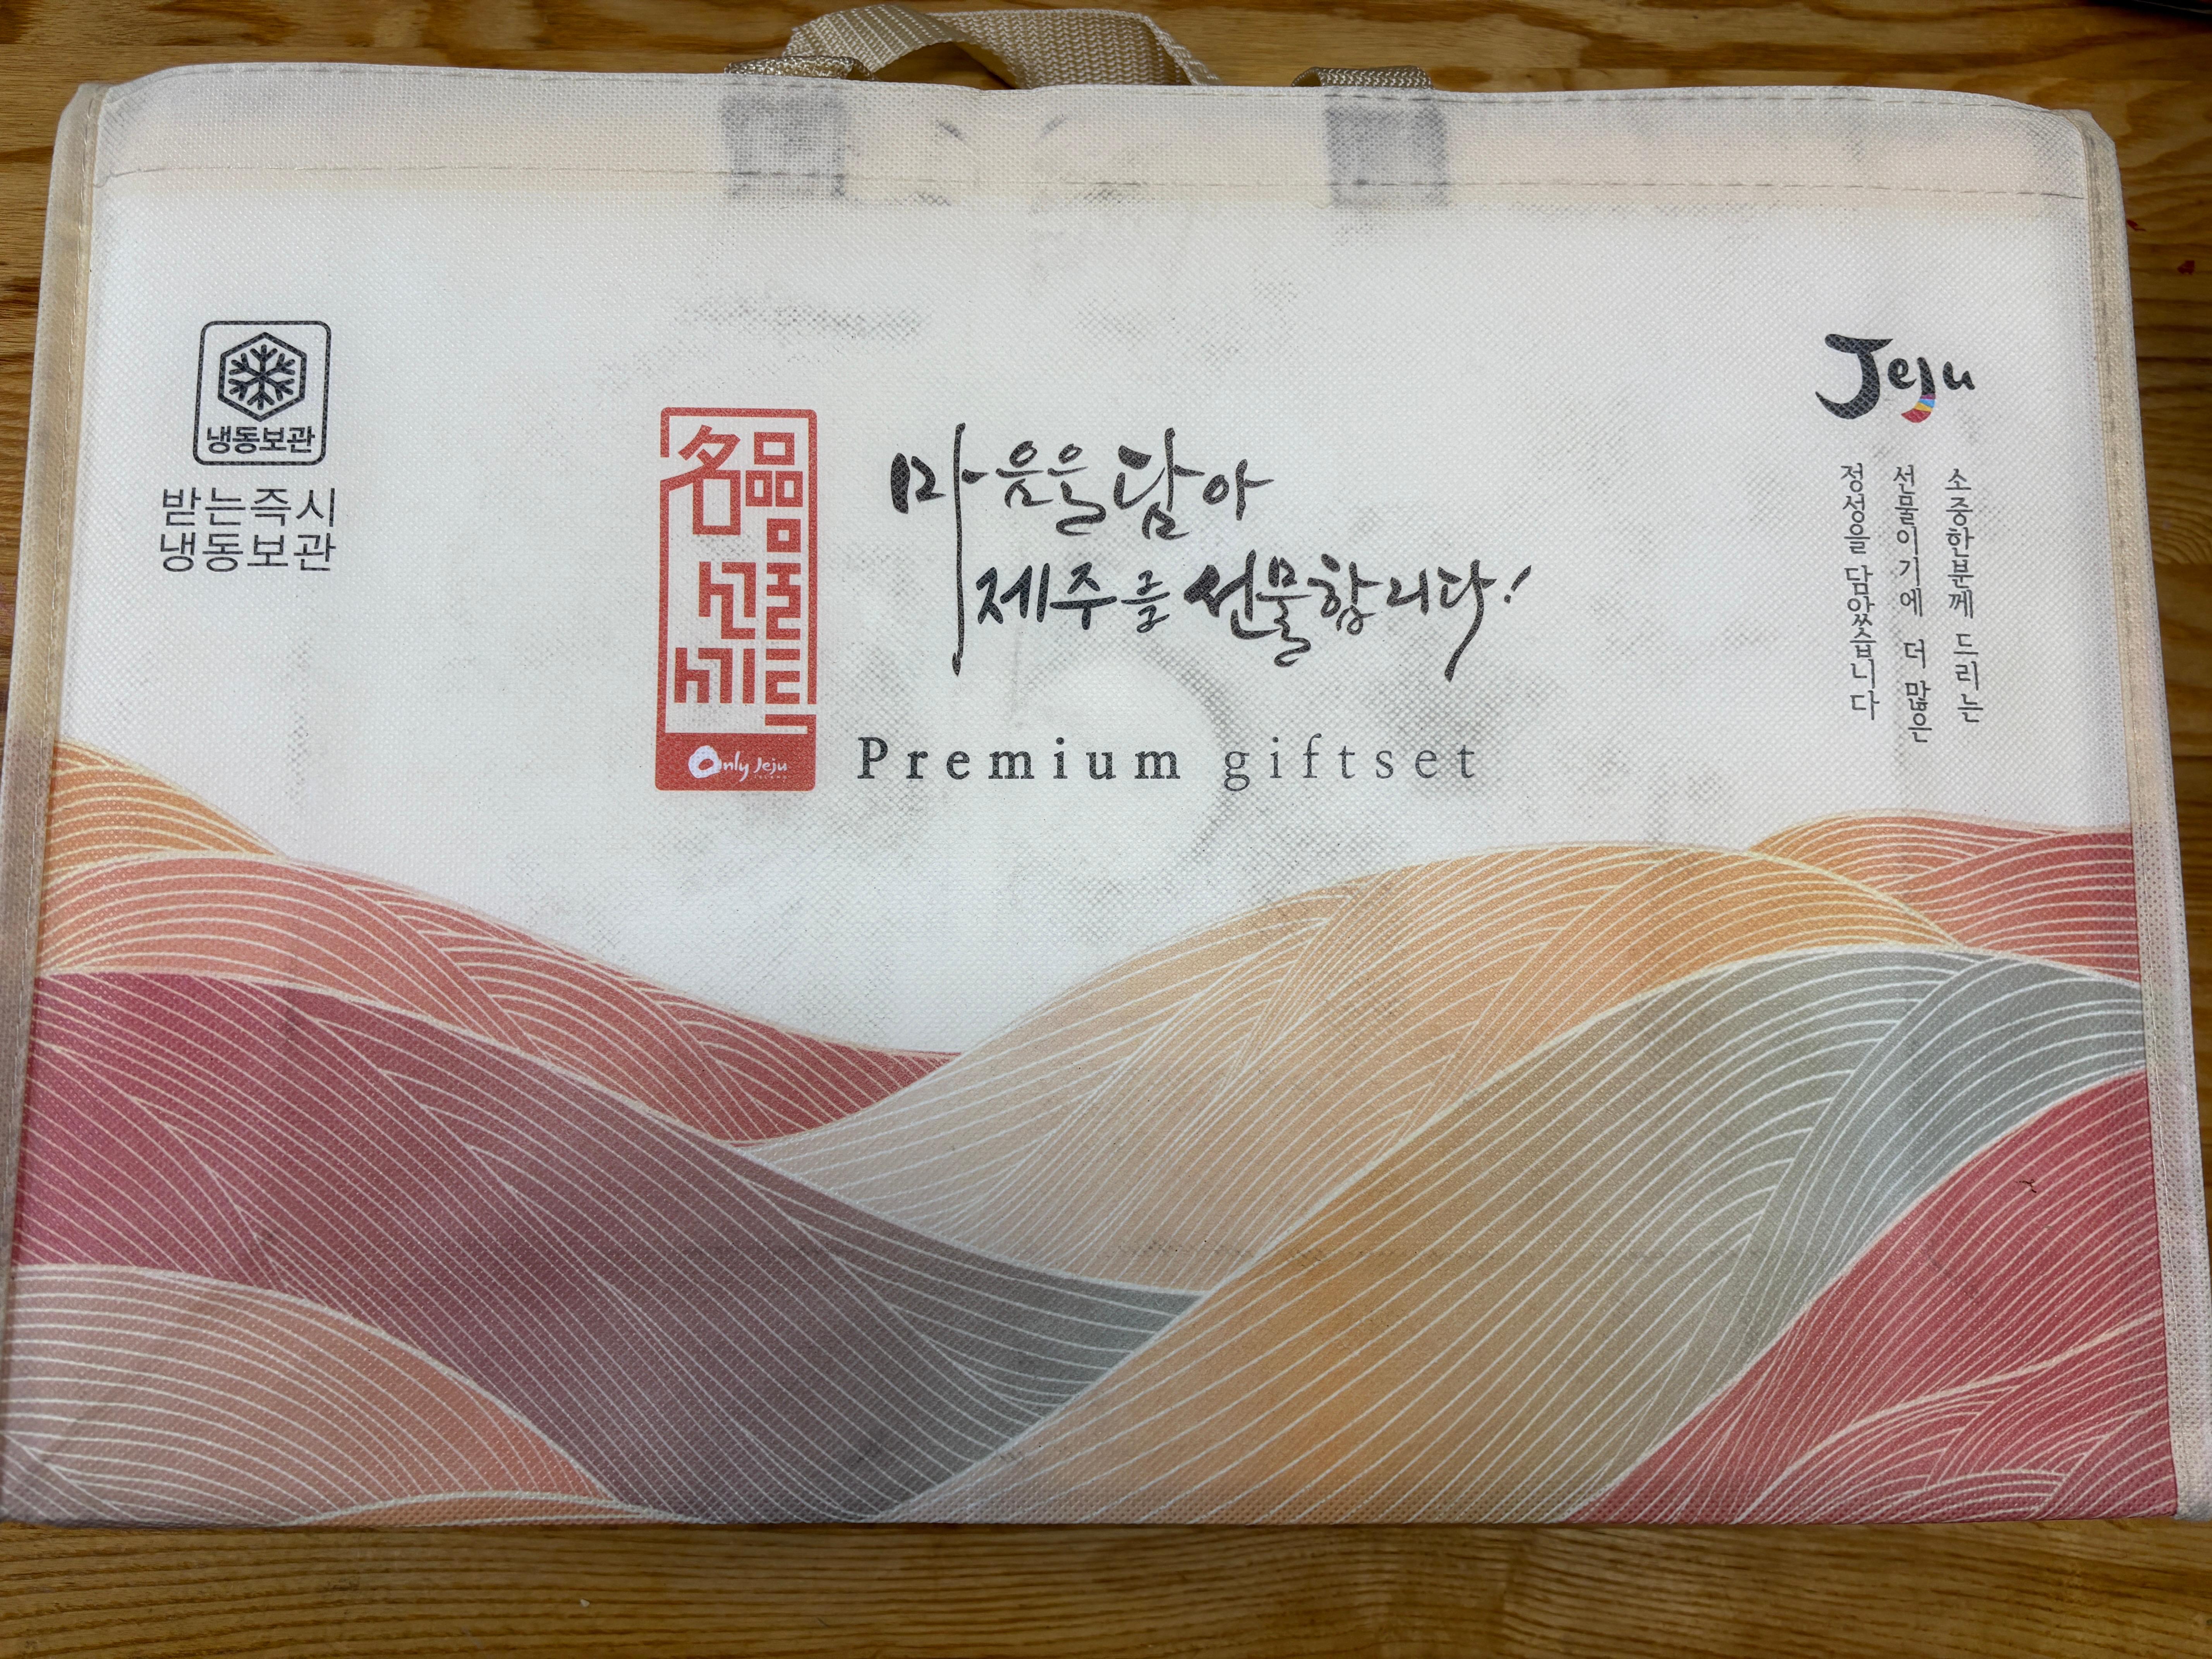 냉동보관
받는즉시
냉동보관
名品
선물
세트
Only Jeju
마음을 담아
제주를 선물합니다!
Premium giftset
Jeju
소중한분께 드리는
선물이기에 더 많은
정성을 담았습니다